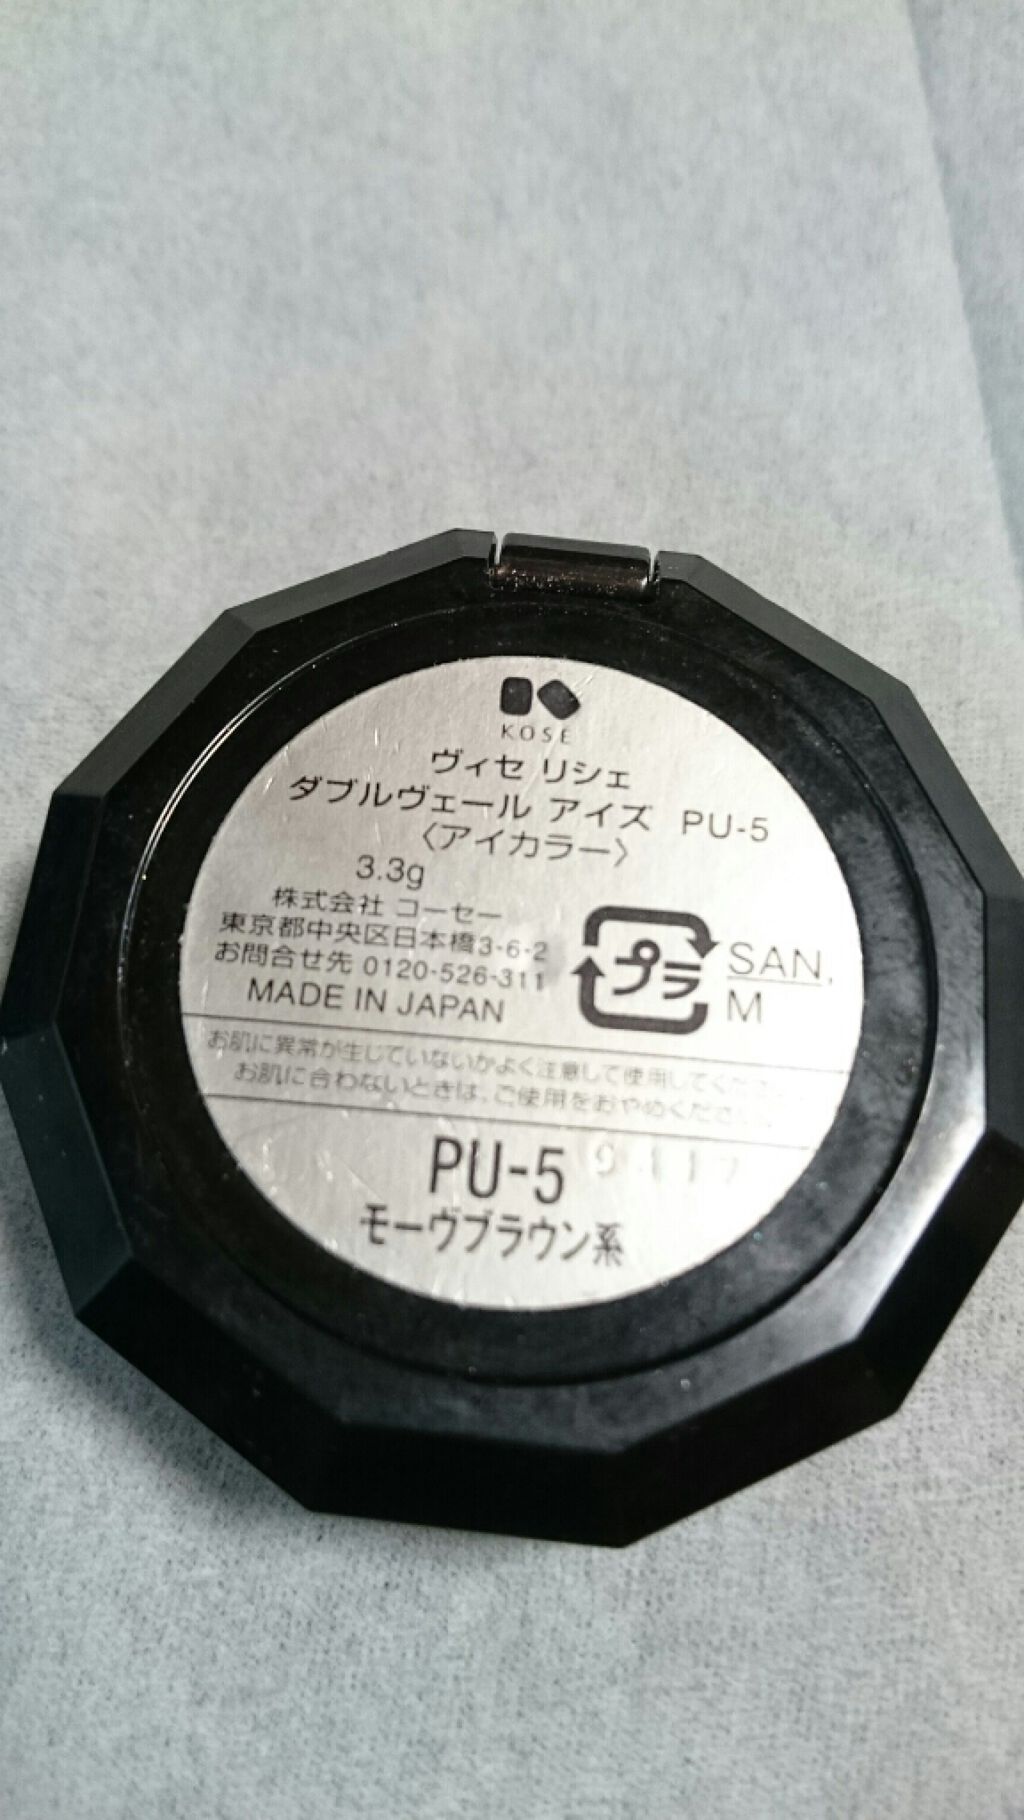 KOSÉ
ヴィセ リシェ
ダブルヴェール アイズ PU-5
〈アイカラー〉
3.3g
株式会社 コーセー
東京都中央区日本橋3-6-2
お問合せ先 0120-526-311
MADE IN JAPAN
プラ
SAN,
M
お肌に異常が生じていないかよく注意して使用してください。
お肌に合わないときは、ご使用をおやめください。
PU-5
モーヴブラウン系